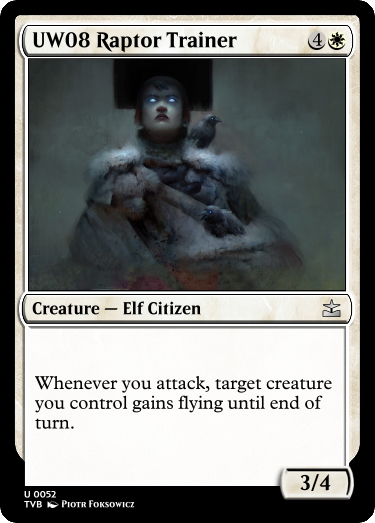 UW08 Raptor Trainer 4
Creature — Elf Citizen
Whenever you attack, target creature
you control gains flying until end of
turn.
3/4
U 0052
TVB Piotr Foksowicz